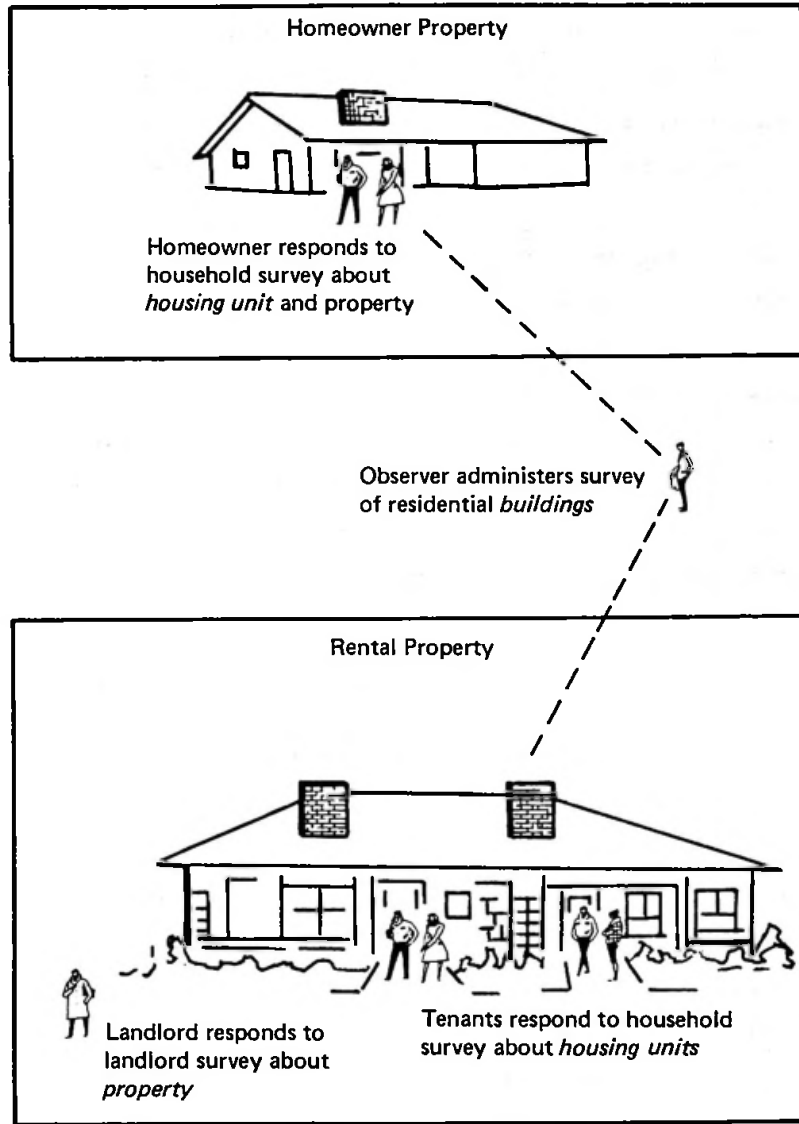 Homeowner Property
Homeowner responds to
household survey about
housing unit and property
Observer administers survey
of residential buildings
Rental Property
Landlord responds to
landlord survey about
property
Tenants respond to household
survey about housing units